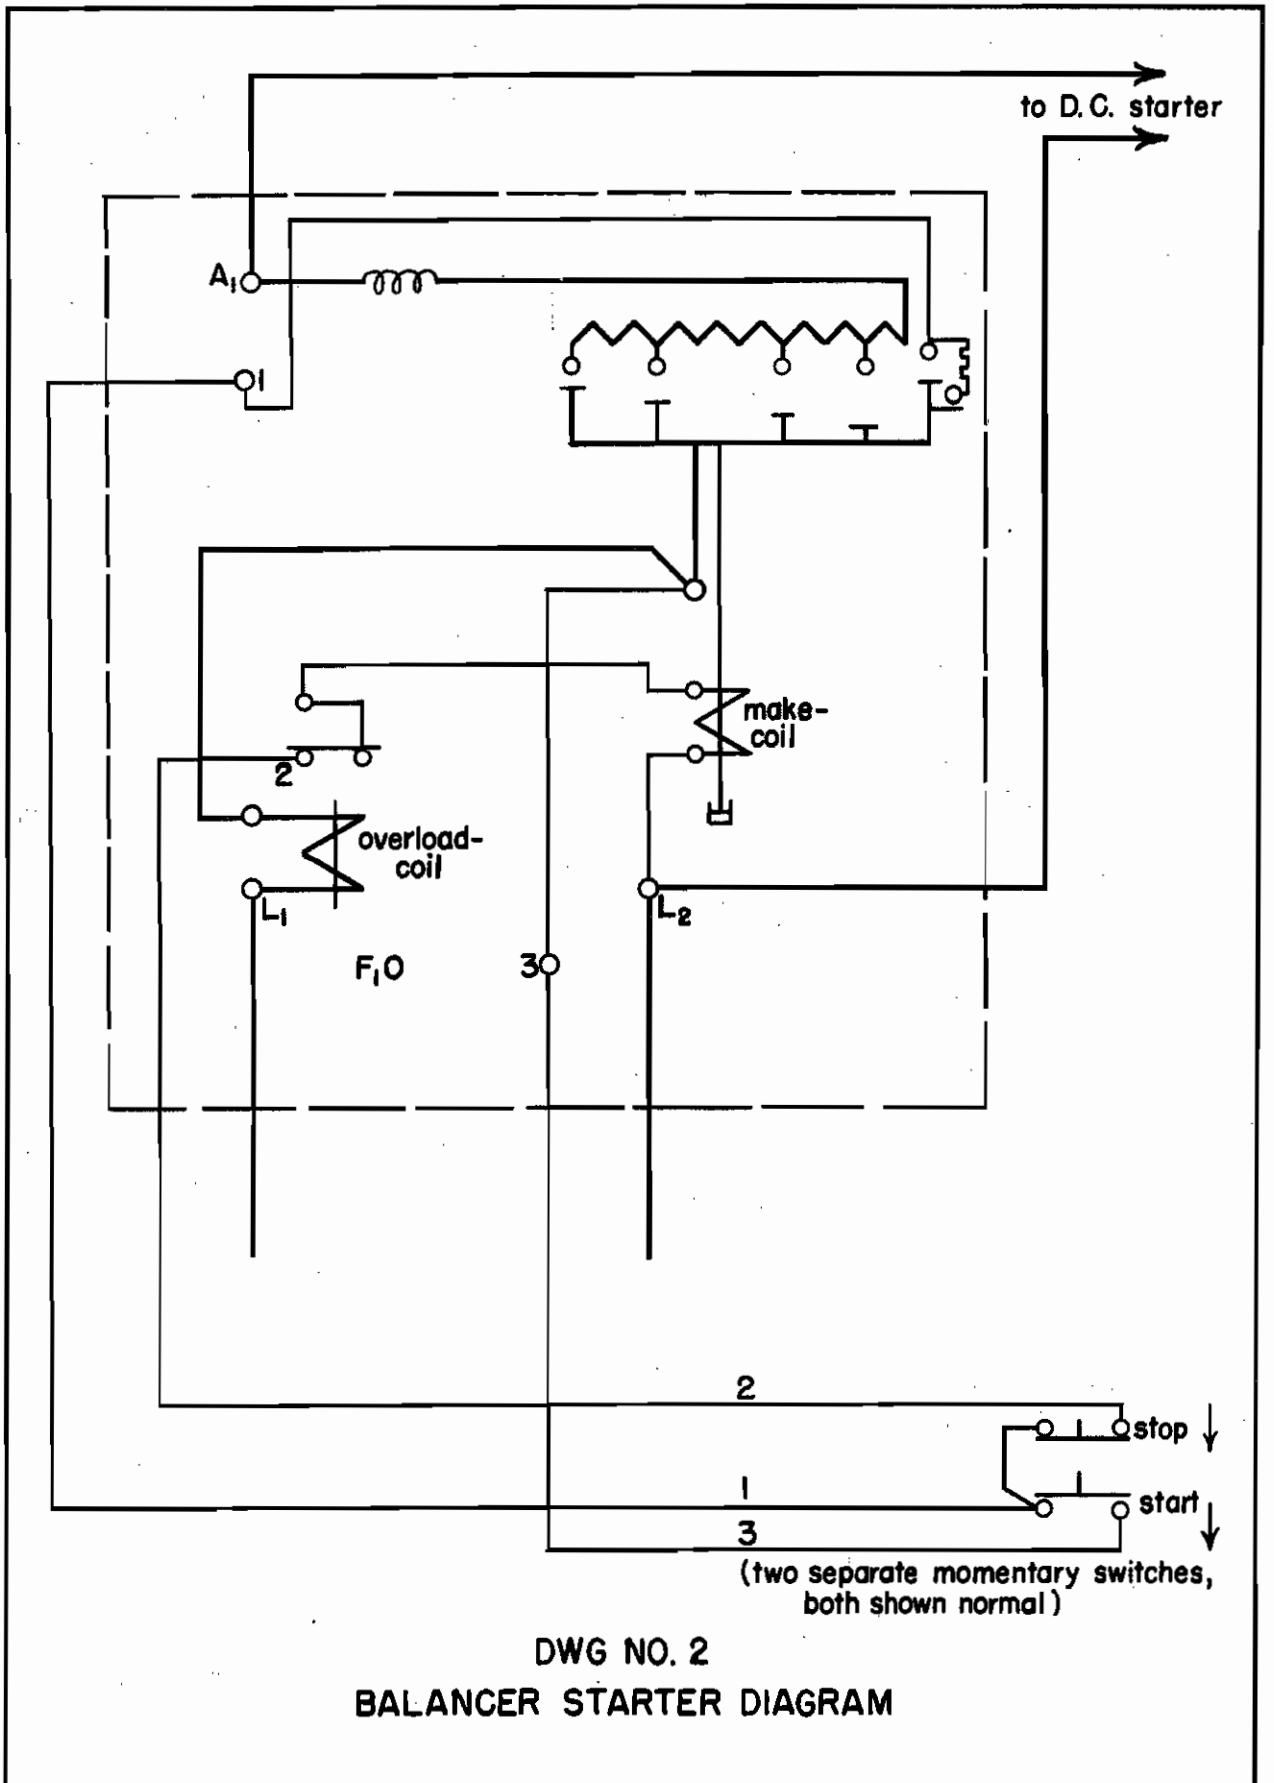 to D.C. starter
A1
1
make-
coil
2
overload-
coil
L1
L2
F1O
3
2
stop
1
start
3
(two separate momentary switches,
both shown normal)
DWG NO. 2
BALANCER STARTER DIAGRAM